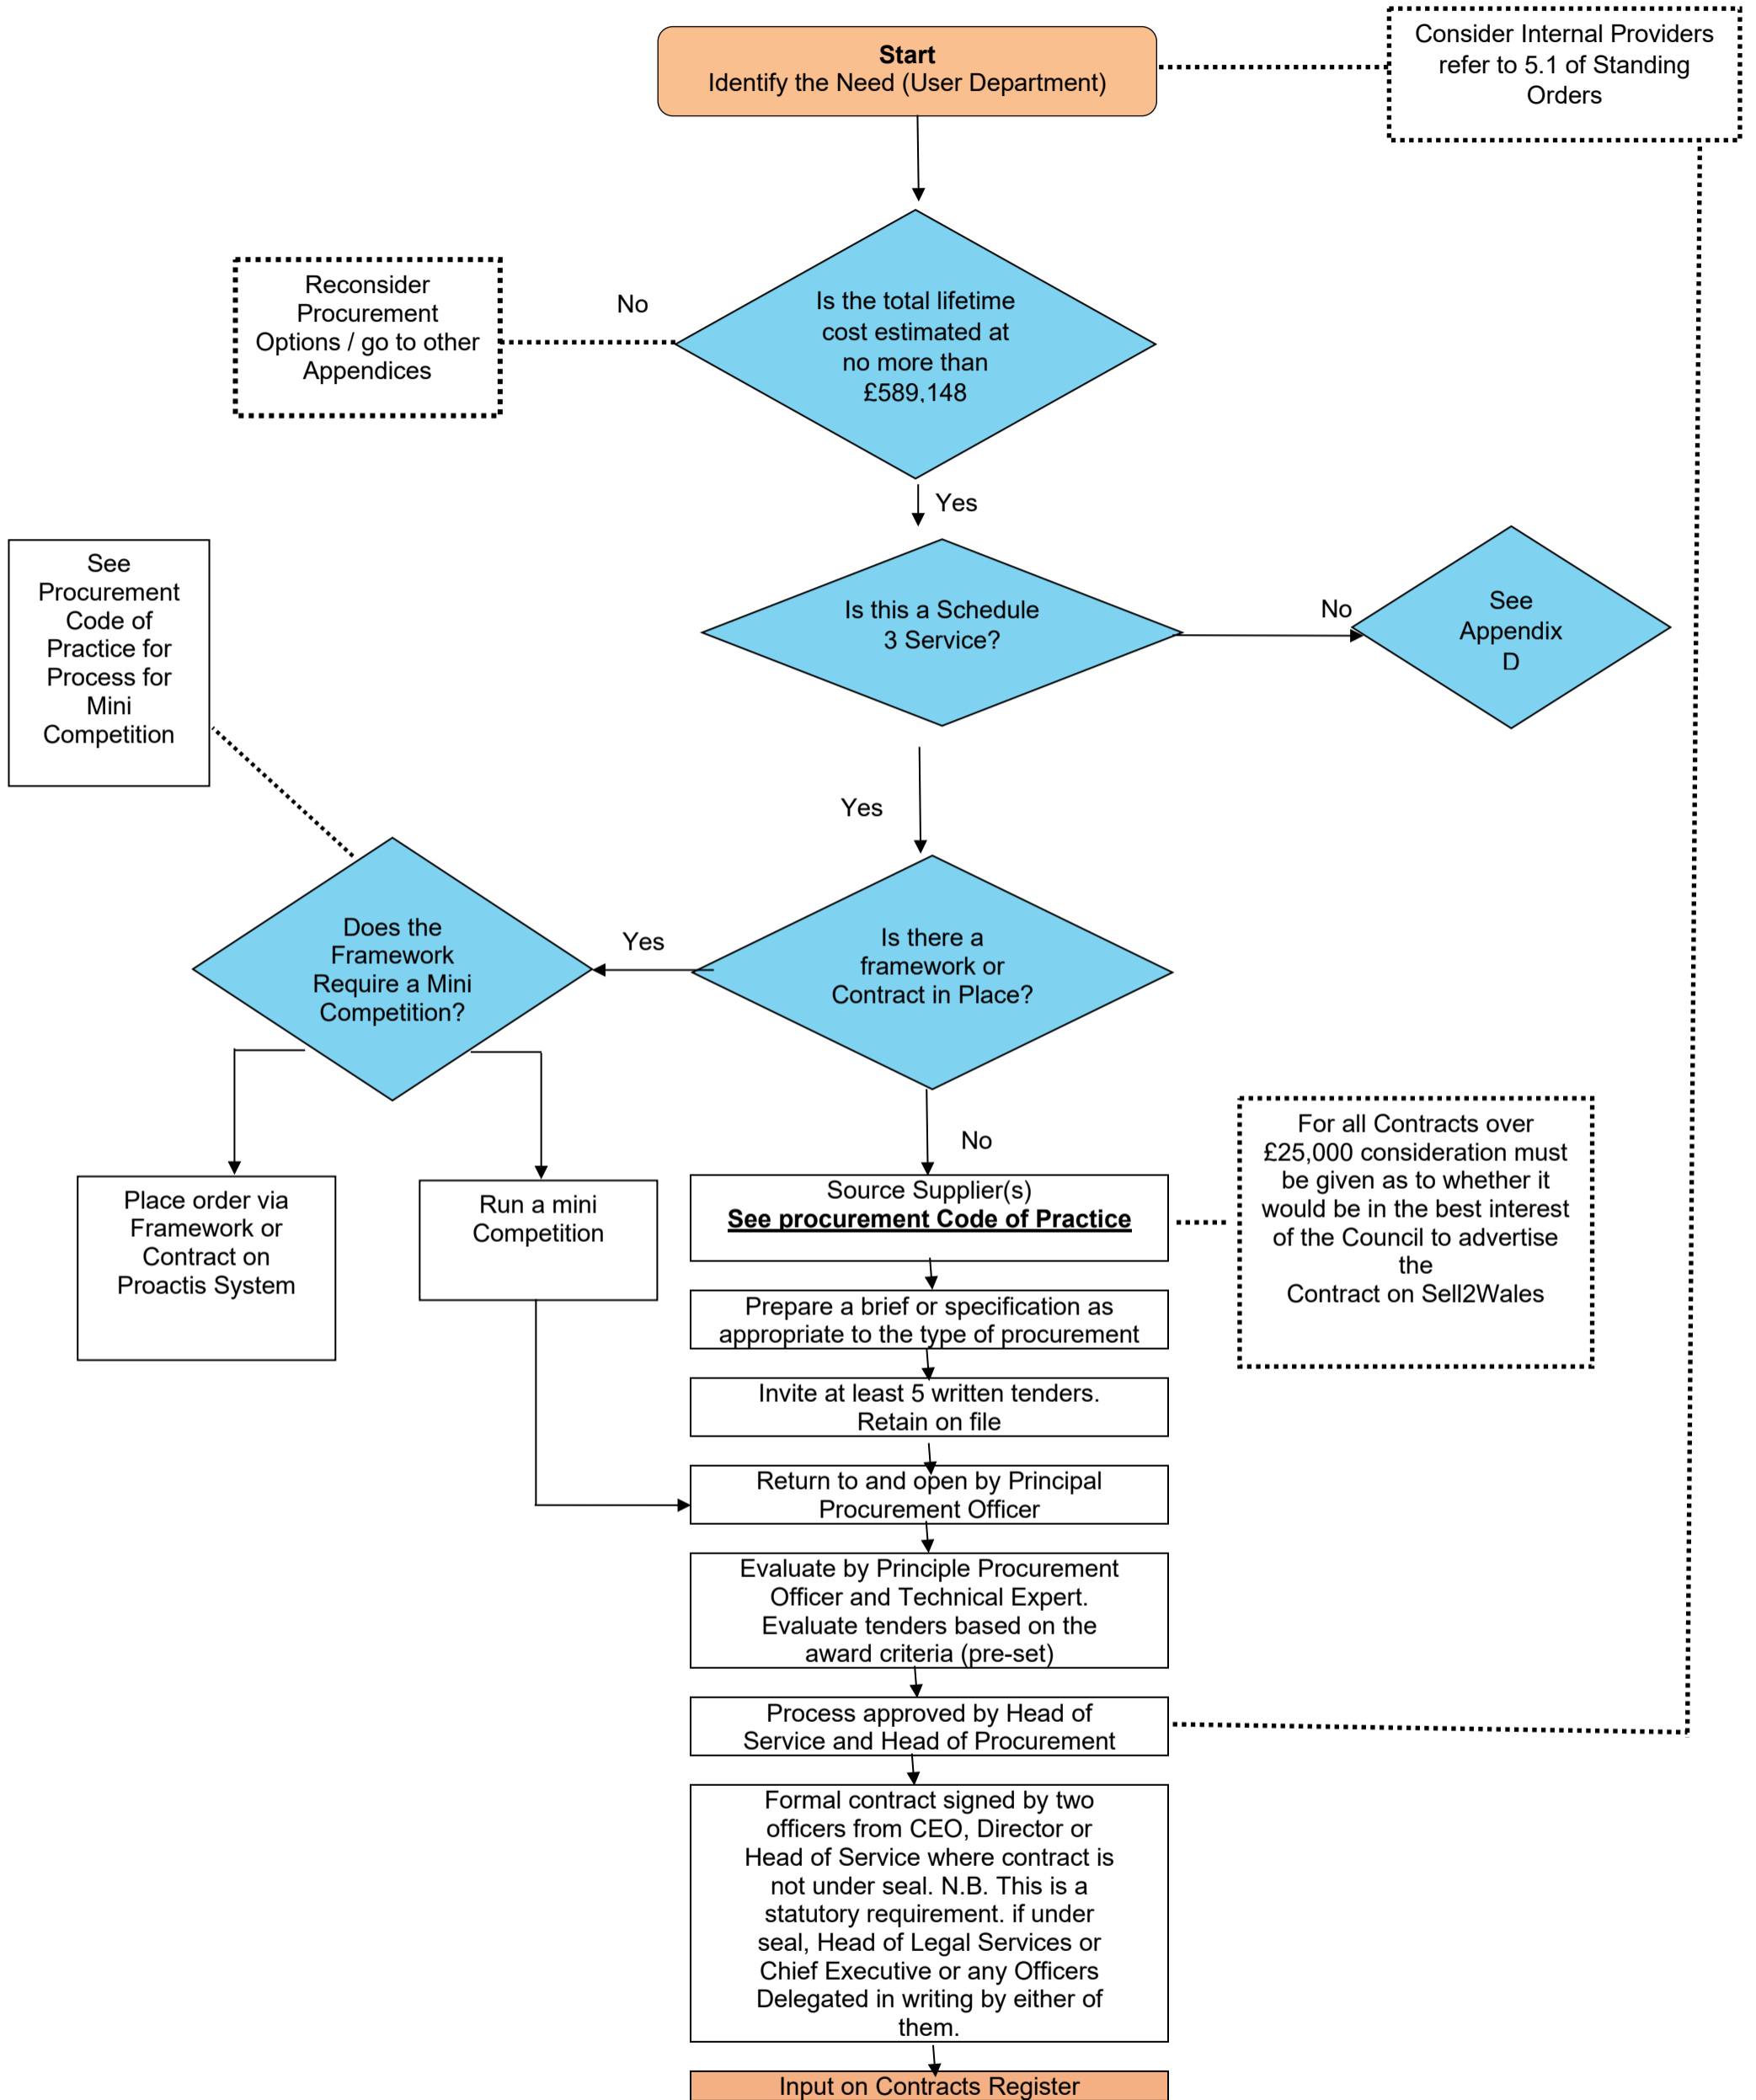 Start
Identify the Need (User Department)
Consider Internal Providers
refer to 5.1 of Standing
Orders
Reconsider
Procurement
Options / go to other
Appendices
No
Is the total lifetime
cost estimated at
no more than
£589,148
Yes
See
Procurement
Code of
Practice for
Process for
Mini
Competition
Is this a Schedule
3 Service?
No
See
Appendix
D
Yes
Does the
Framework
Require a Mini
Competition?
Yes
Is there a
framework or
Contract in Place?
No
For all Contracts over
£25,000 consideration must
be given as to whether it
would be in the best interest
of the Council to advertise
the
Contract on Sell2Wales
Place order via
Framework or
Contract on
Proactis System
Run a mini
Competition
Source Supplier(s)
See procurement Code of Practice
Prepare a brief or specification as
appropriate to the type of procurement
Invite at least 5 written tenders.
Retain on file
Return to and open by Principal
Procurement Officer
Evaluate by Principle Procurement
Officer and Technical Expert.
Evaluate tenders based on the
award criteria (pre-set)
Process approved by Head of
Service and Head of Procurement
Formal contract signed by two
officers from CEO, Director or
Head of Service where contract is
not under seal. N.B. This is a
statutory requirement. if under
seal, Head of Legal Services or
Chief Executive or any Officers
Delegated in writing by either of
them.
Input on Contracts Register